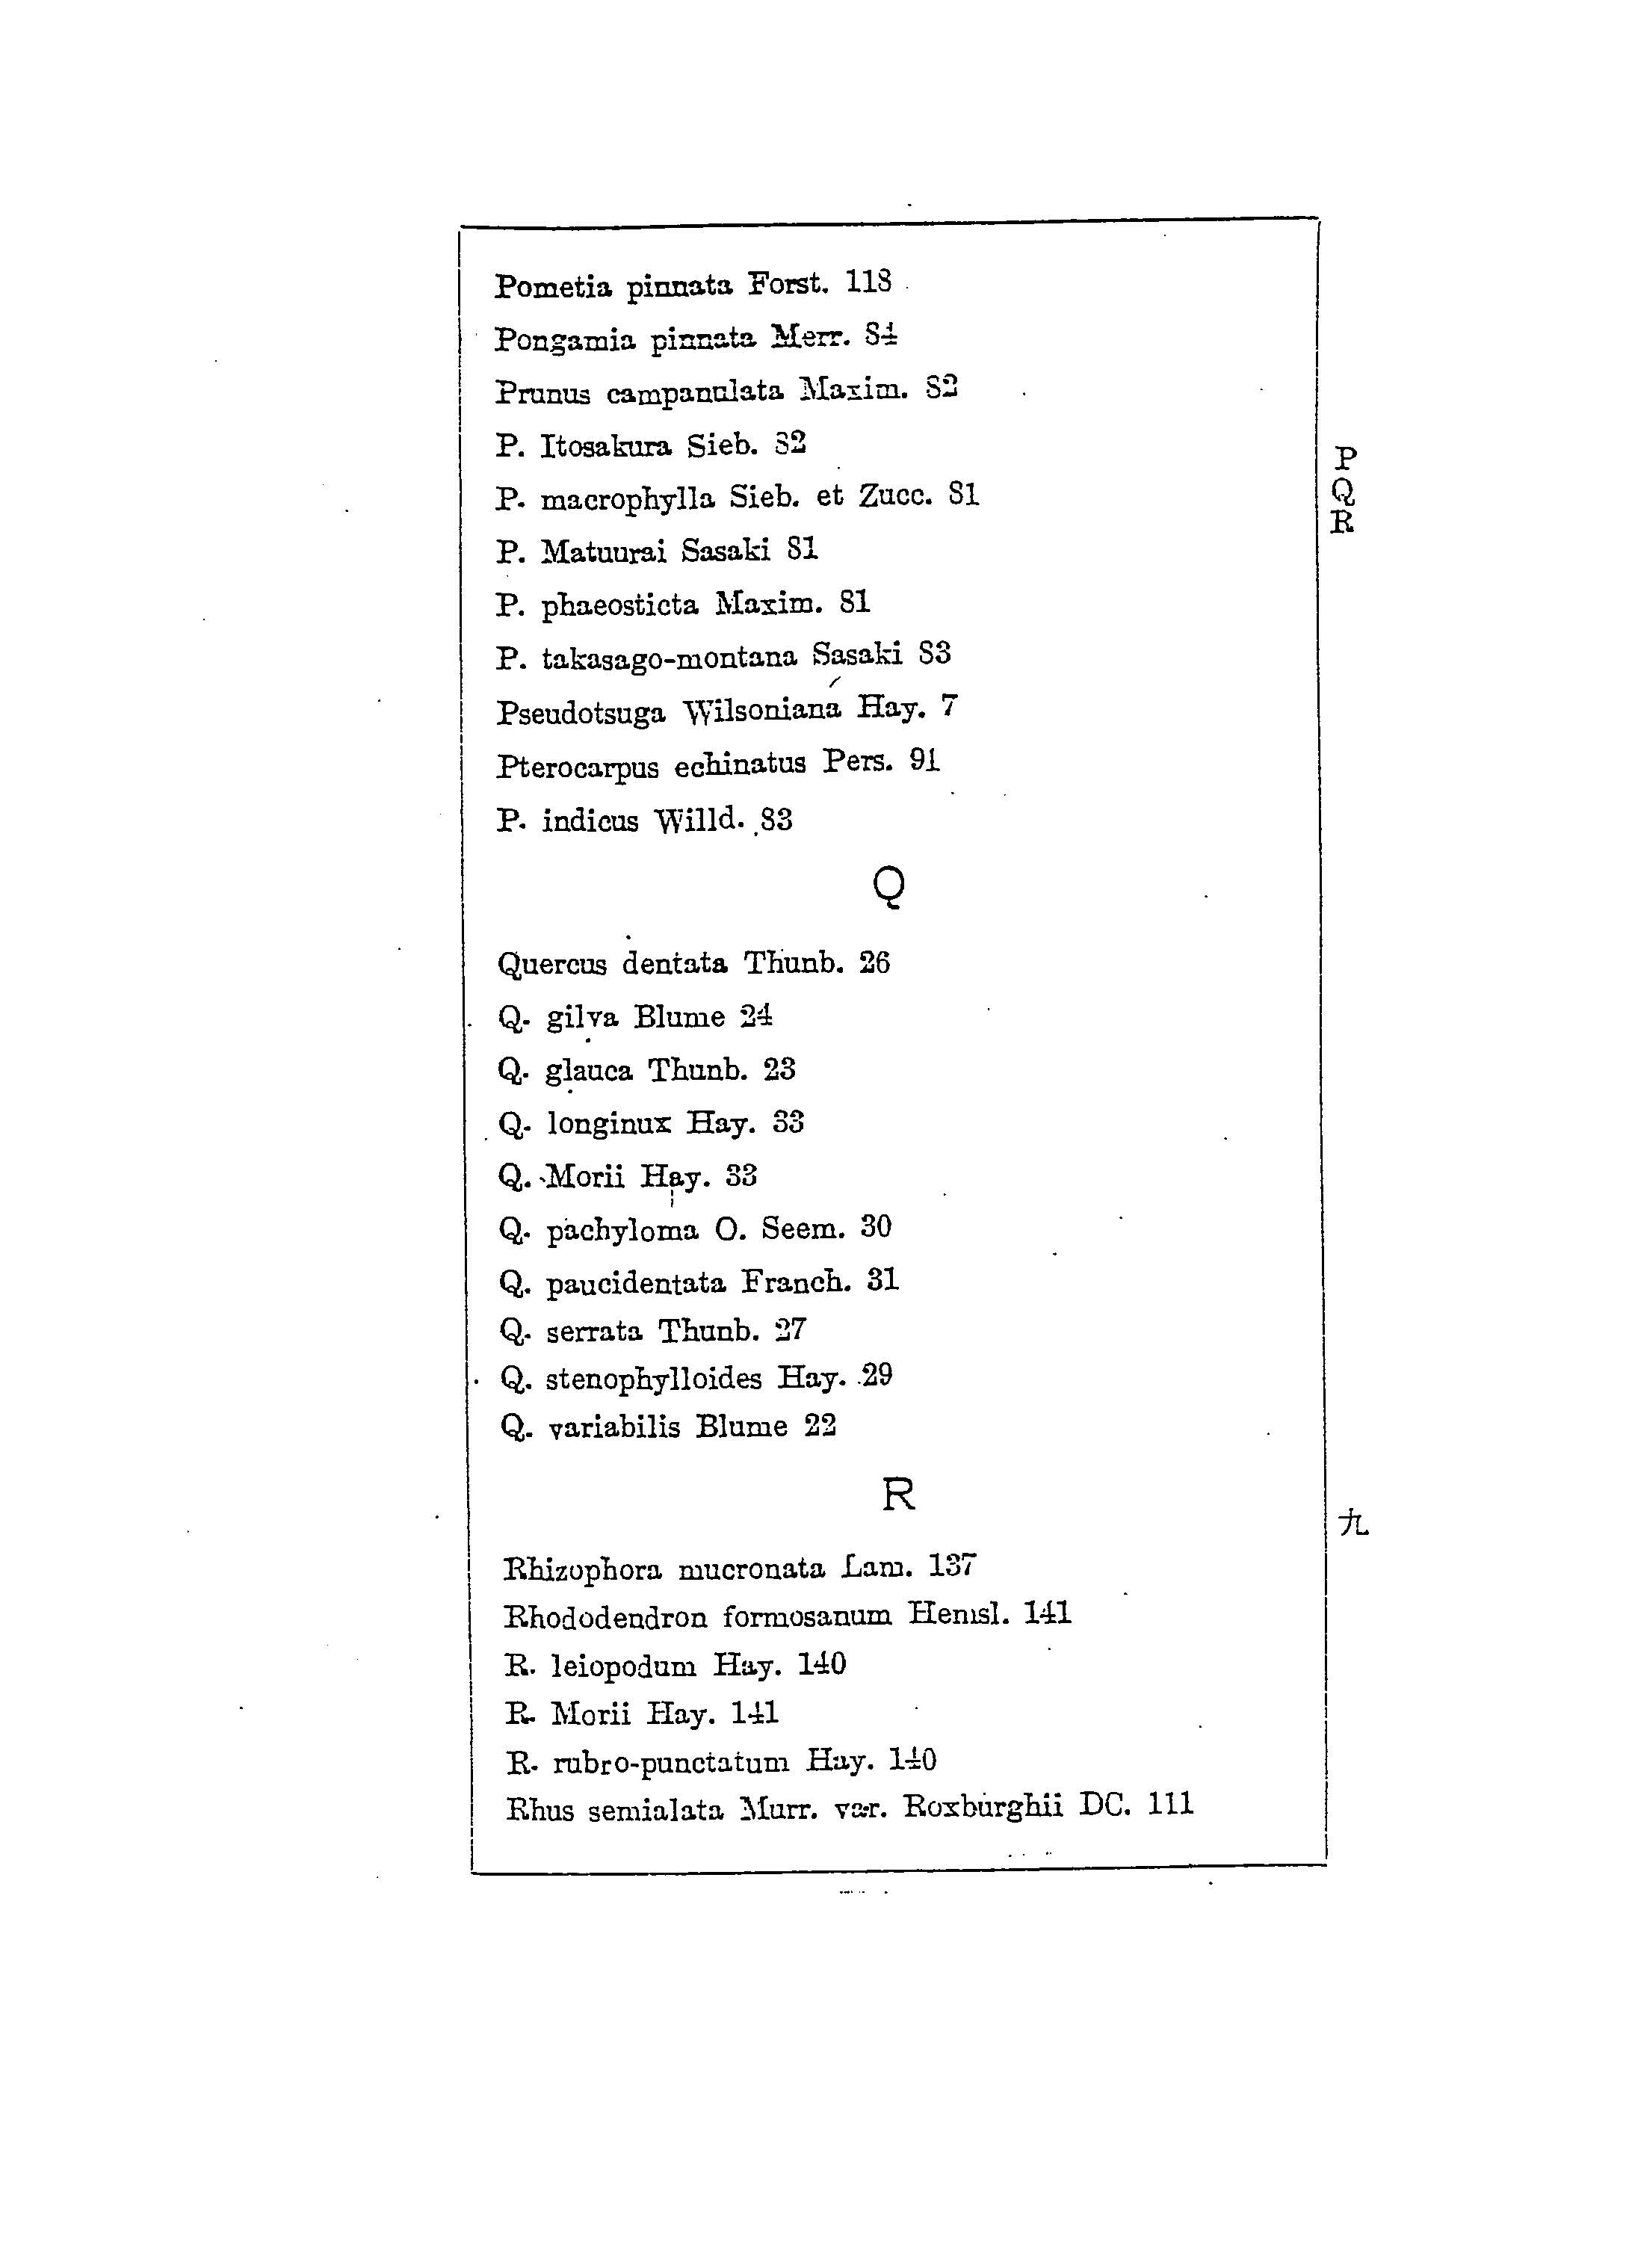 Pometia pinnata Forst. 118
Pongamia pinnata Merr. 84
Prunus campanulata Maxim. 82
P. Itosakura Sieb. 82
P. macrophylla Sieb. et Zucc. 81
P. Matuurai Sasaki 81
P. phaeosticta Maxim. 81
P. takasago-montana Sasaki 83
Pseudotsuga Wilsoniana Hay. 7
Pterocarpus echinatus Pers. 91
P. indicus Willd. 83
Q
Quercus dentata Thunb. 26
Q. gilva Blume 24
Q. glauca Thunb. 23
Q. longinux Hay. 33
Q. Morii Hay. 33
Q. pachyloma O. Seem. 30
Q. paucidentata Franch. 31
Q. serrata Thunb. 27
Q. stenophylloides Hay. 29
Q. variabilis Blume 22
R
Rhizophora mucronata Lam. 137
Rhododendron formosanum Hemsl. 141
R. leiopodum Hay. 140
R. Morii Hay. 141
R. rubro-punctatum Hay. 140
Rhus semialata Murr. var. Roxburghii DC. 111
P
Q
R
九